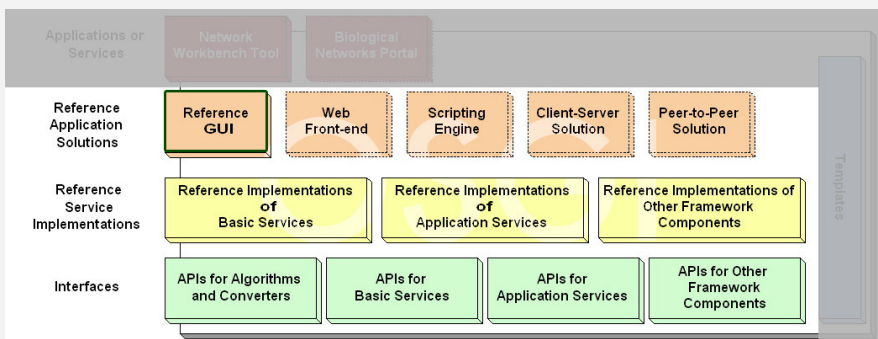 Applications or
Services
Network
Workbench Tool
Biological
Networks Portal
Reference
Application
Solutions
Reference
GUI
Web
Front-end
Scripting
Engine
Client-Server
Solution
Peer-to-Peer
Solution
Templates
Reference
Service
Implementations
Reference Implementations
of
Basic Services
Reference Implementations
of
Application Services
Reference Implementations of
Other Framework
Components
Interfaces
APIs for Algorithms
and Converters
APIs for
Basic Services
APIs for
Application Services
APIs for Other
Framework
Components